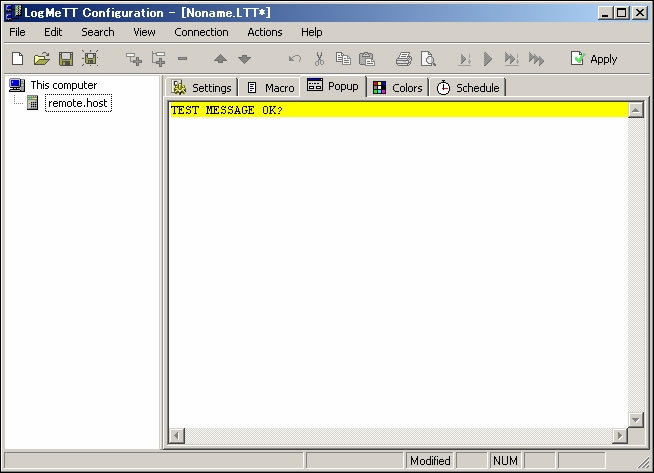 LogMeTT Configuration - [Noname.LTT*]
File Edit Search View Connection Actions Help
Apply
This computer
remote.host
Settings Macro Popup Colors Schedule
TEST MESSAGE OK?
Modified NUM